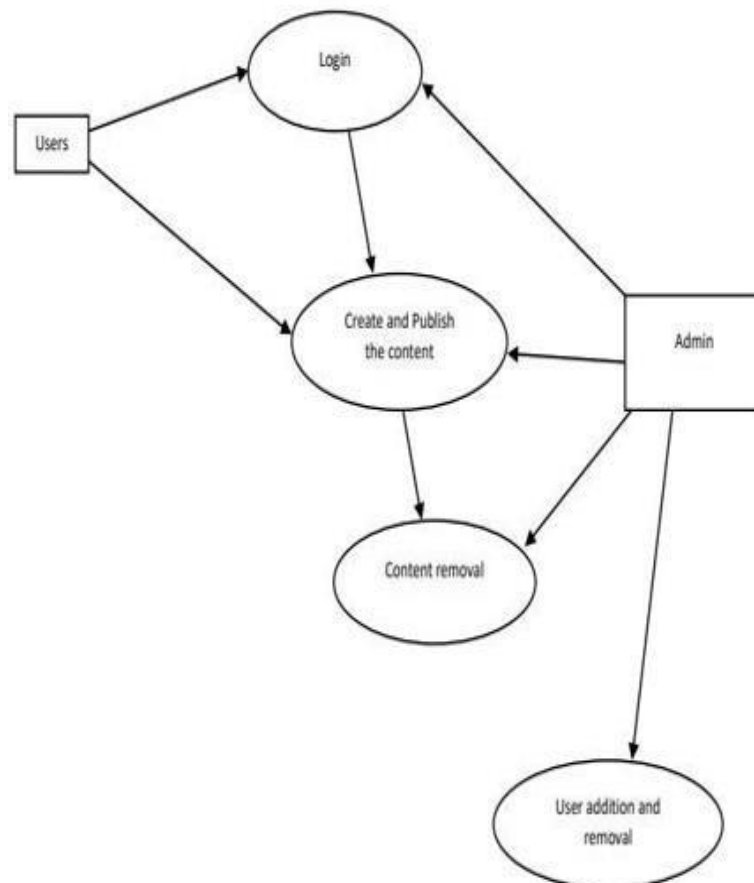 Login
Users
Create and Publish
the content
Admin
Content removal
User addition and
removal